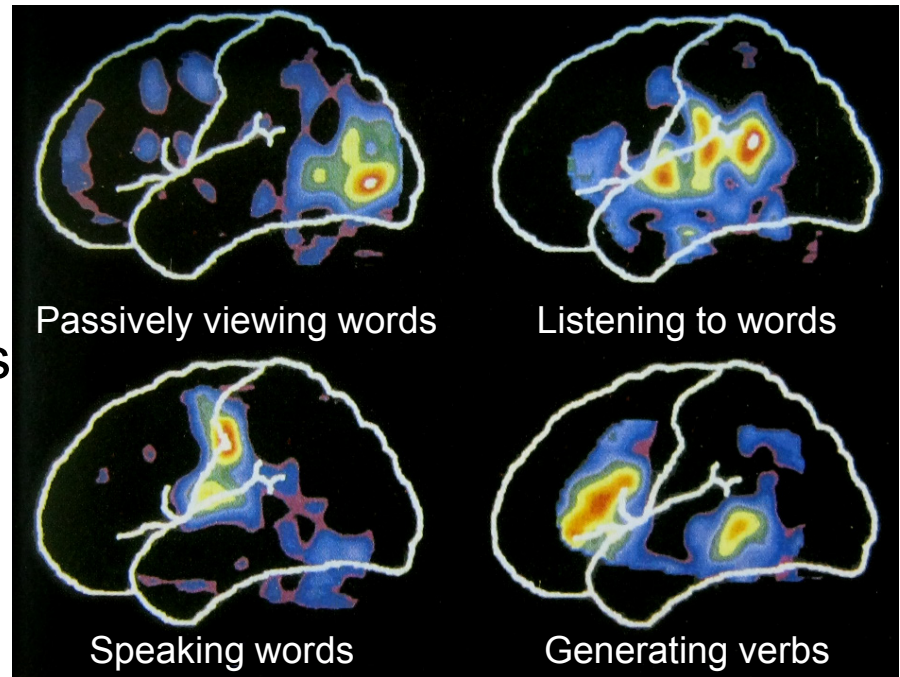 Passively viewing words
Listening to words
s
Speaking words
Generating verbs